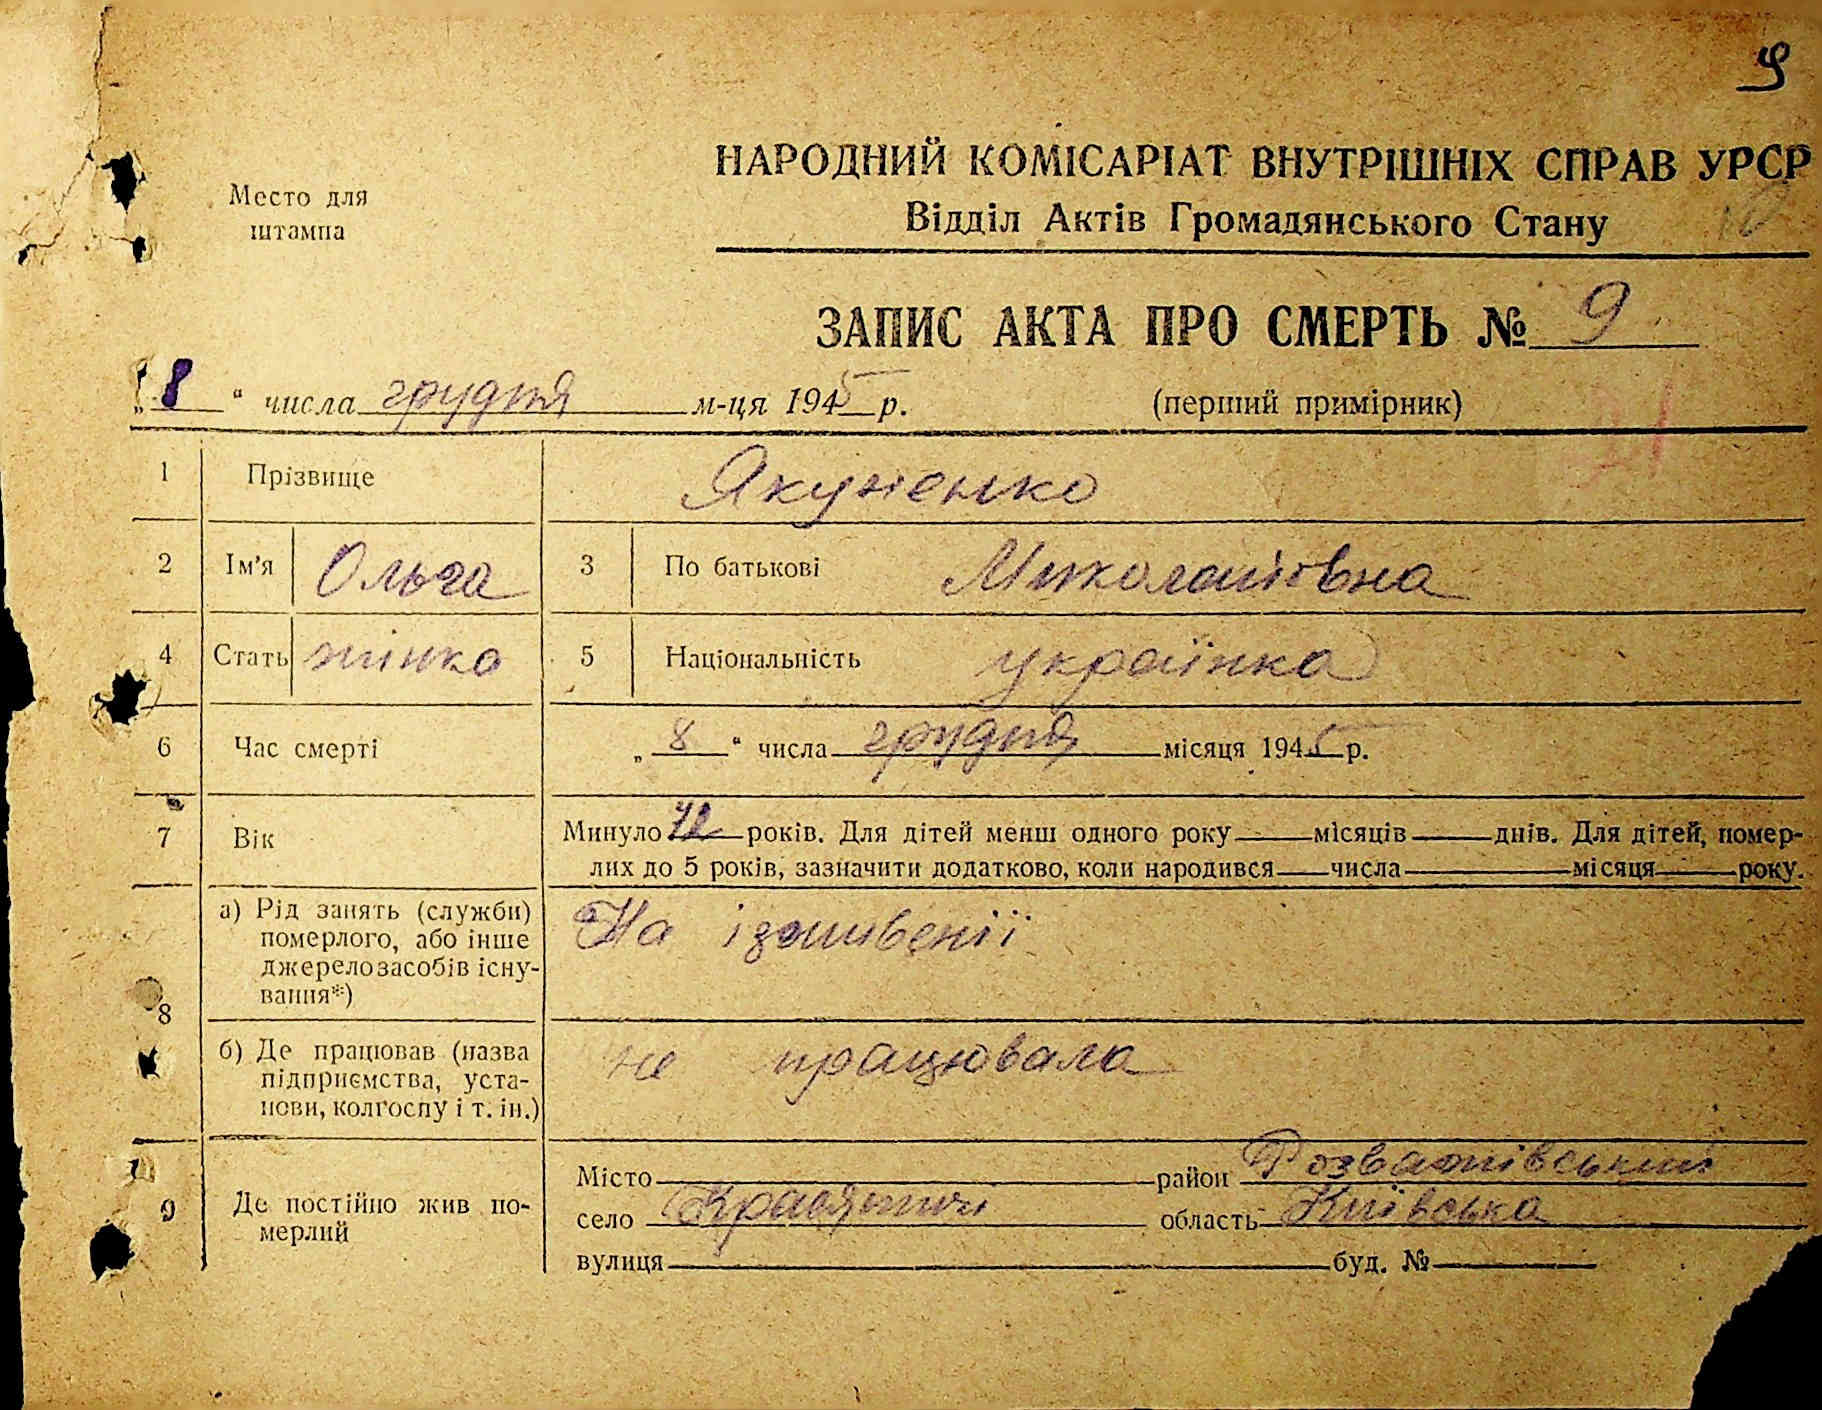 9
НАРОДНИЙ КОМІСАРІАТ ВНУТРІШНІХ СПРАВ УРСР
Відділ Актів Громадянського Стану
Место для
штампа
ЗАПИС АКТА ПРО СМЕРТЬ № 9
„8“ числа грудня м-ця 1945 р. (перший примірник)
1 Прізвище Якуненко
2 Ім'я Ольга 3 По батькові Миколаївна
4 Стать жінка 5 Національність українка
6 Час смерті „8“ числа грудня місяця 1945 р.
7 Вік Минуло років. Для дітей менш одного року — місяців — днів. Для дітей, помер-
лих до 5 років, зазначити додатково, коли народився — числа — місяця — року.
8 а) Рід занять (служби)
померлого, або інше
джерело засобів існу-
вання*)
На іздивенії
б) Де працював (назва
підприємства, уста-
нови, колгоспу і т. ін.)
не працювала
9 Де постійно жив по-
мерлий
Місто — район Розважівський
село Красятичі область Київська
вулиця — буд. № —